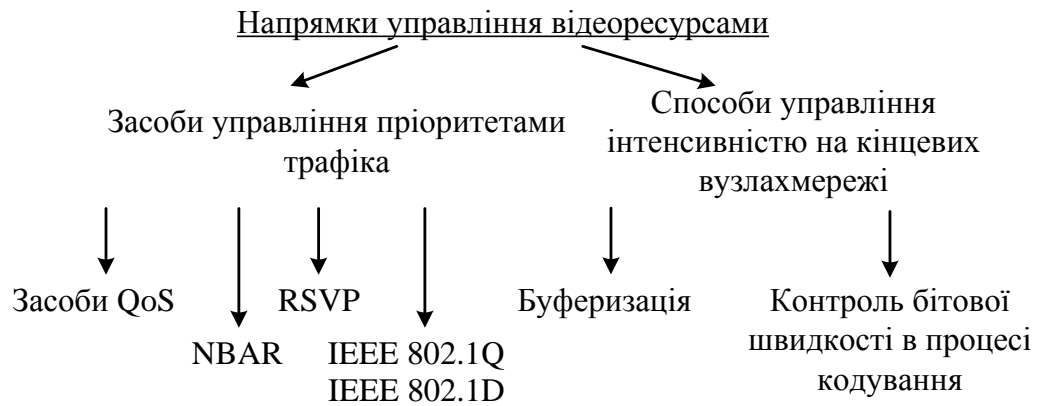 Напрямки управління відеоресурсами
Засоби управління пріоритетами
трафіка
Способи управління
інтенсивністю на кінцевих
вузлахмережі
Засоби QoS
NBAR
RSVP
IEEE 802.1Q
IEEE 802.1D
Буферизація
Контроль бітової
швидкості в процесі
кодування